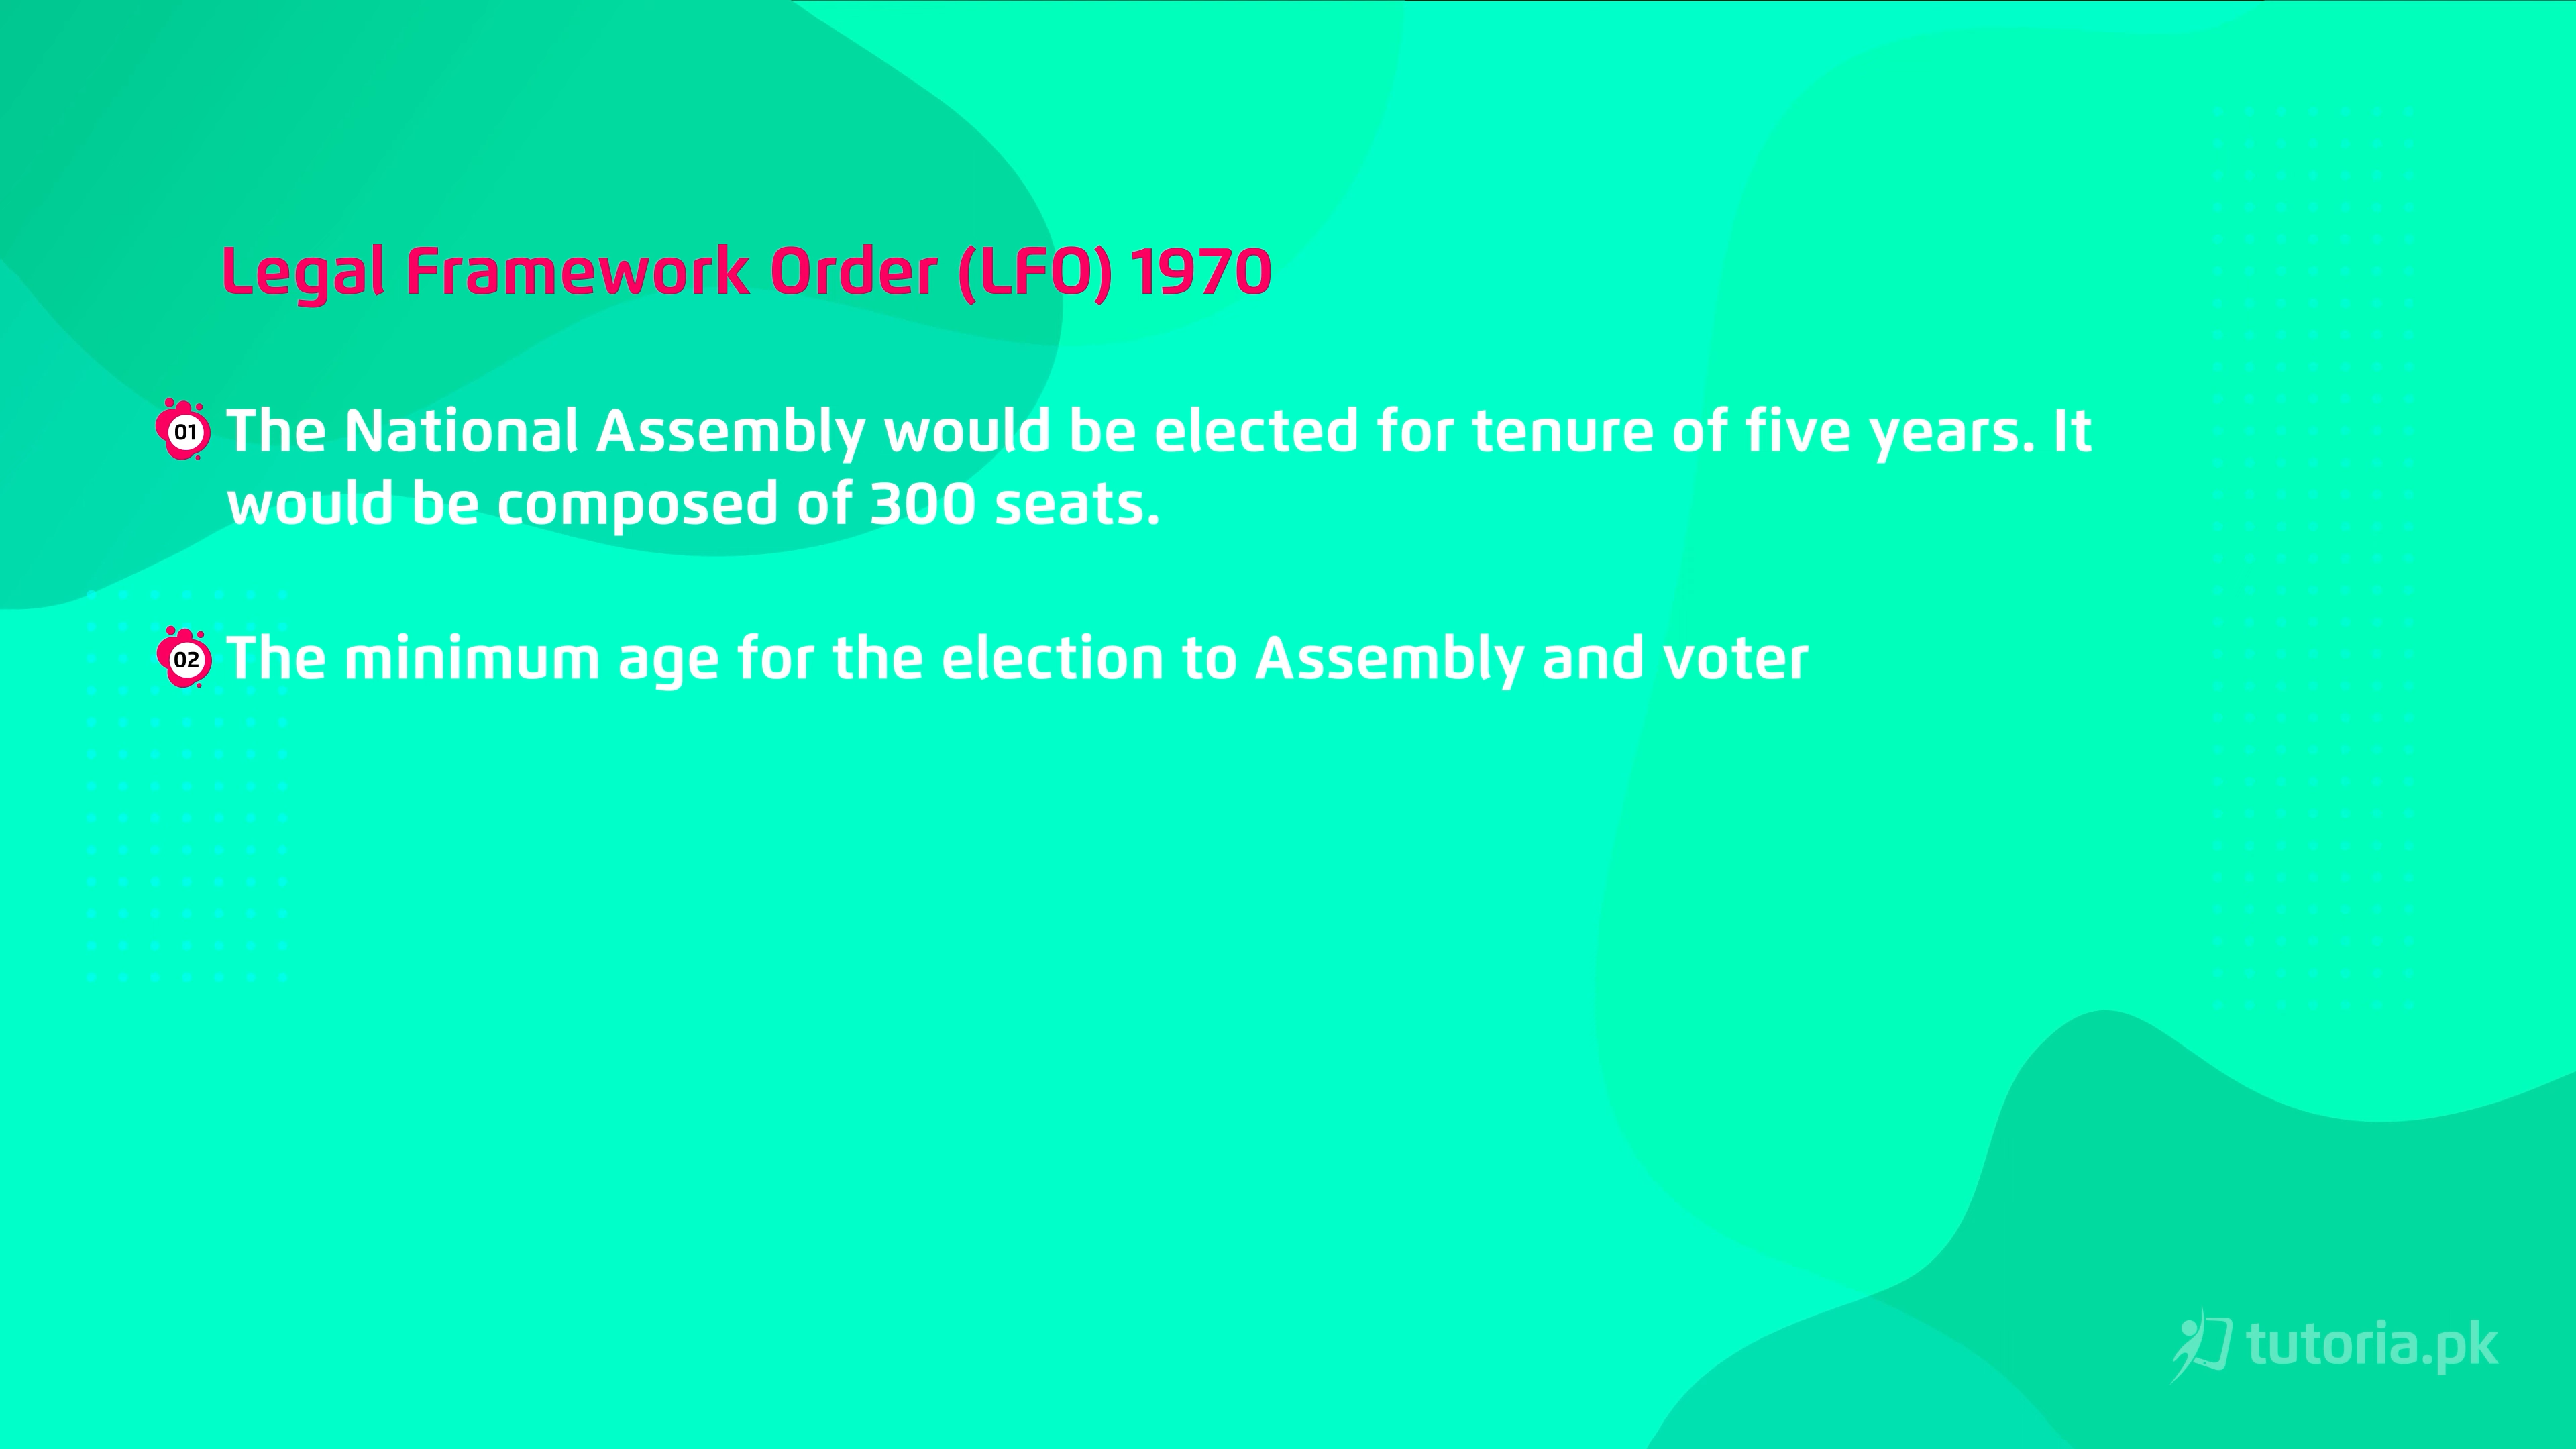 Legal Framework Order (LFO) 1970
01 The National Assembly would be elected for tenure of five years. It
would be composed of 300 seats.
02 The minimum age for the election to Assembly and voter
tutoria.pk